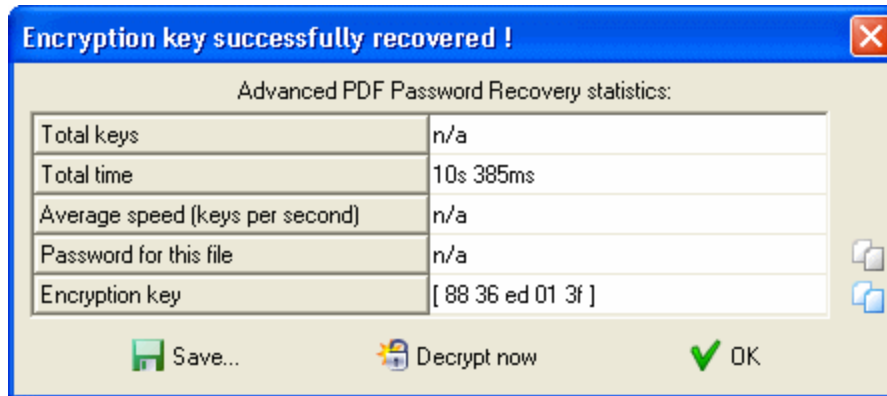 Encryption key successfully recovered !
Advanced PDF Password Recovery statistics:
Total keys n/a
Total time 10s 385ms
Average speed (keys per second) n/a
Password for this file n/a
Encryption key [ 88 36 ed 01 3f ]
Save... Decrypt now OK